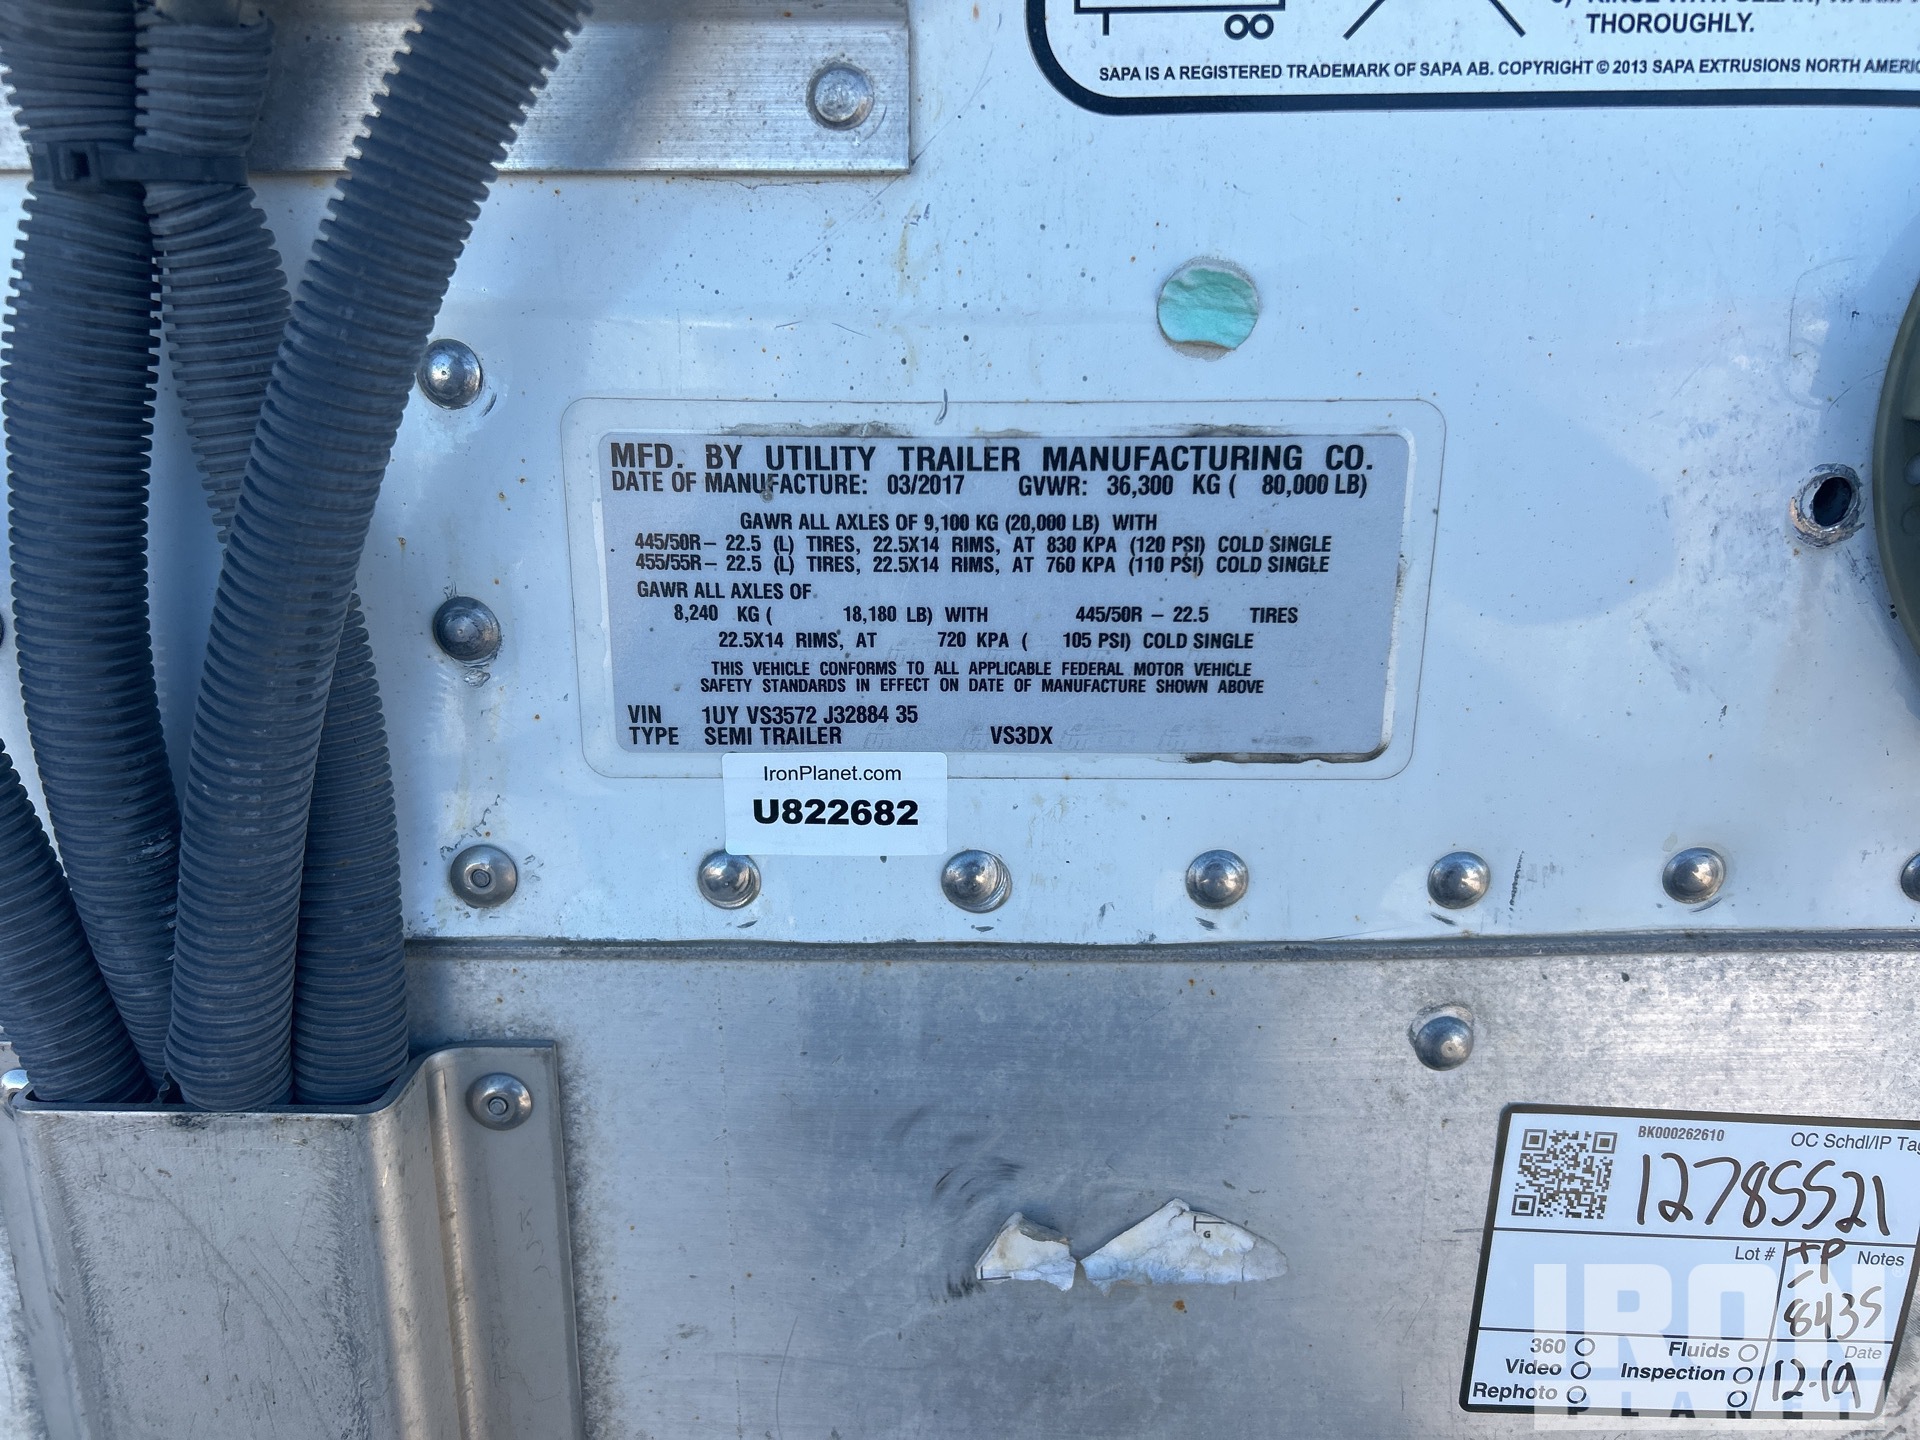 THOROUGHLY.
SAPA IS A REGISTERED TRADEMARK OF SAPA AB. COPYRIGHT © 2013 SAPA EXTRUSIONS NORTH
MFD. BY UTILITY TRAILER MANUFACTURING CO.
DATE OF MANUFACTURE: 03/2017 GVWR: 36,300 KG ( 80,000 LB)
GAWR ALL AXLES OF 9,100 KG (20,000 LB) WITH
445/50R- 22.5 (L) TIRES, 22.5X14 RIMS, AT 830 KPA (120 PSI) COLD SINGLE
455/55R- 22.5 (L) TIRES, 22.5X14 RIMS, AT 760 KPA (110 PSI) COLD SINGLE
GAWR ALL AXLES OF
8,240 KG ( 18,180 LB) WITH 445/50R - 22.5 TIRES
22.5X14 RIMS, AT 720 KPA ( 105 PSI) COLD SINGLE
THIS VEHICLE CONFORMS TO ALL APPLICABLE FEDERAL MOTOR VEHICLE
SAFETY STANDARDS IN EFFECT ON DATE OF MANUFACTURE SHOWN ABOVE
VIN 1UY VS3572 J32884 35
TYPE SEMI TRAILER VS3DX
IronPlanet.com
U822682
BK000262610 OC Schdl/IP
12785521
Lot # Notes
8435
360 Fluids Date
Video Inspection
12-19
Rephoto
G
IRON
PLANET